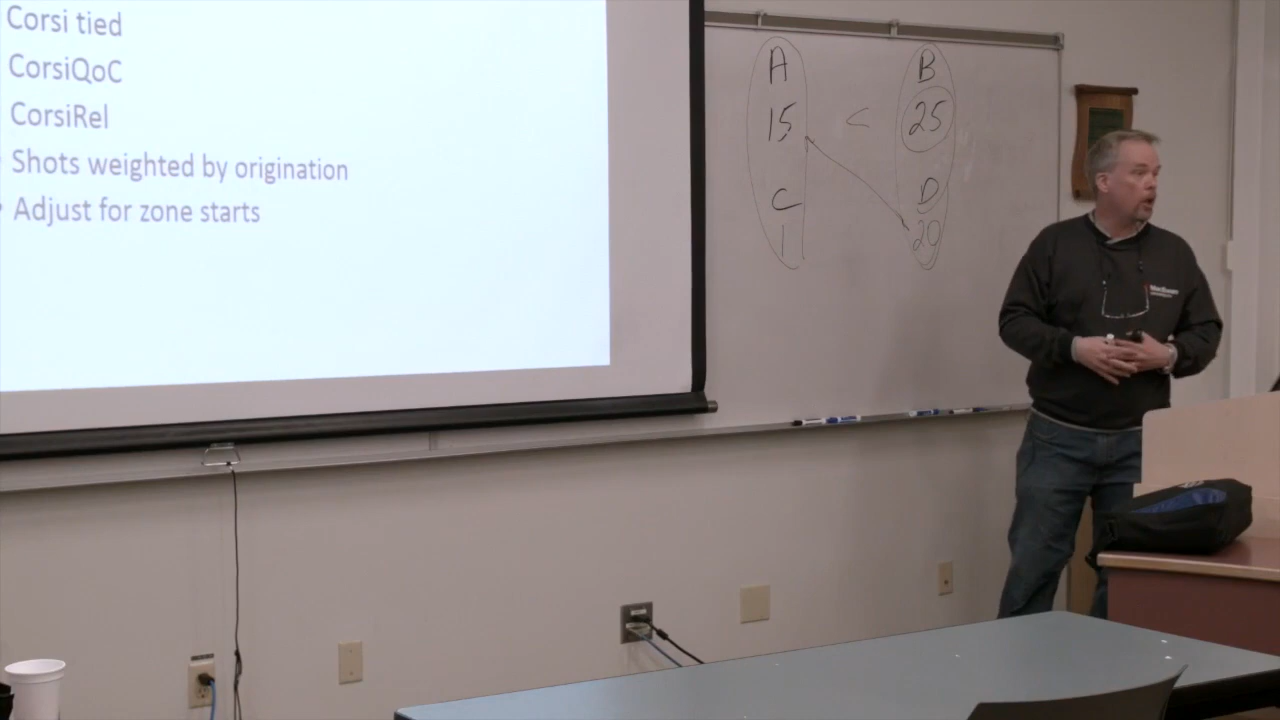 Corsi tied
CorsiQoC
CorsiRel
Shots weighted by origination
Adjust for zone starts
A B
15 < 25
C D
1 20